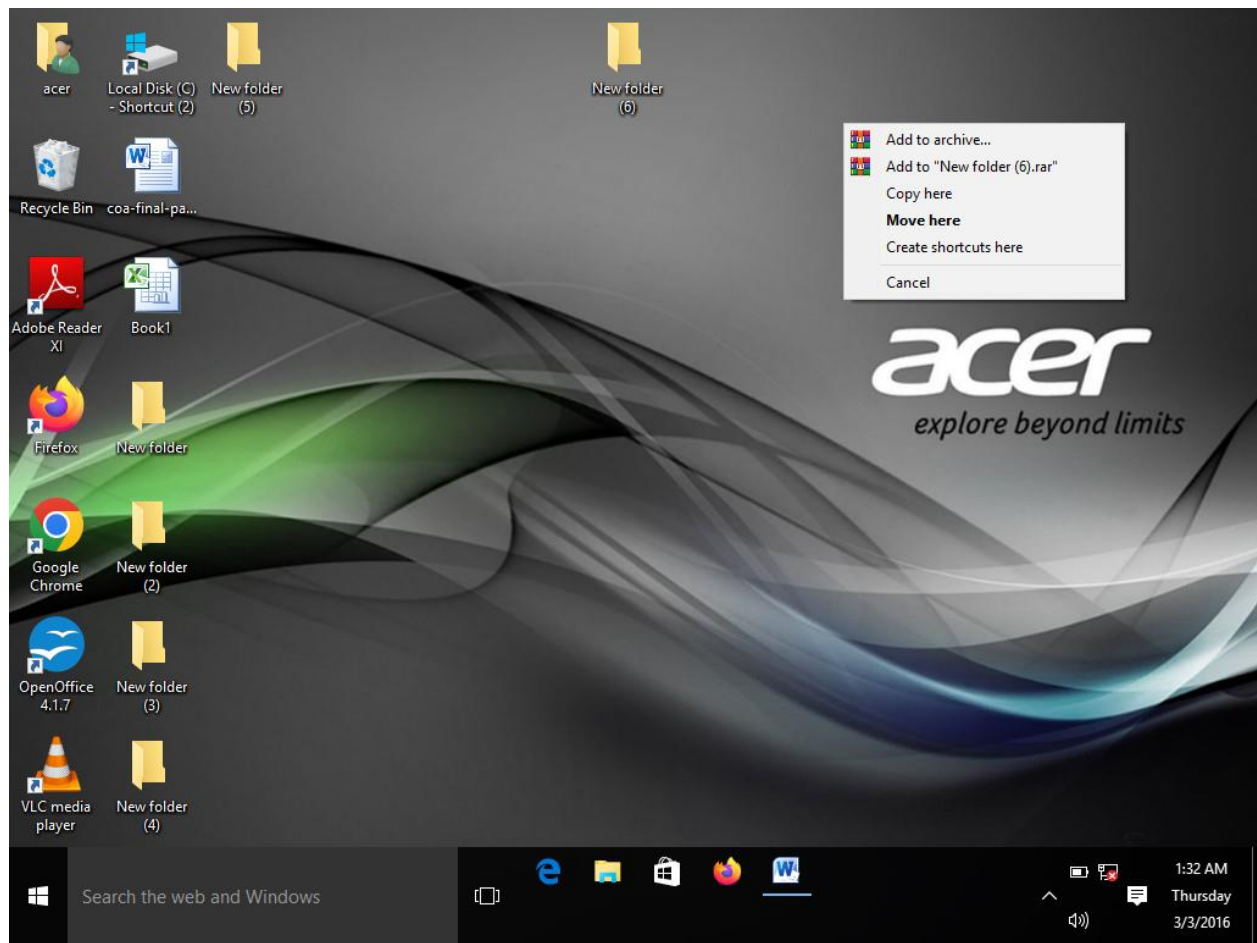 acer
Local Disk (C)
- Shortcut (2)
New folder
(5)
New folder
(6)
Recycle Bin
coa-final-pa...
Adobe Reader
XI
Book1
Firefox
New folder
Google
Chrome
New folder
(2)
OpenOffice
4.1.7
New folder
(3)
VLC media
player
New folder
(4)
Add to archive...
Add to "New folder (6).rar"
Copy here
Move here
Create shortcuts here
Cancel
acer
explore beyond limits
Search the web and Windows
1:32 AM
Thursday
3/3/2016